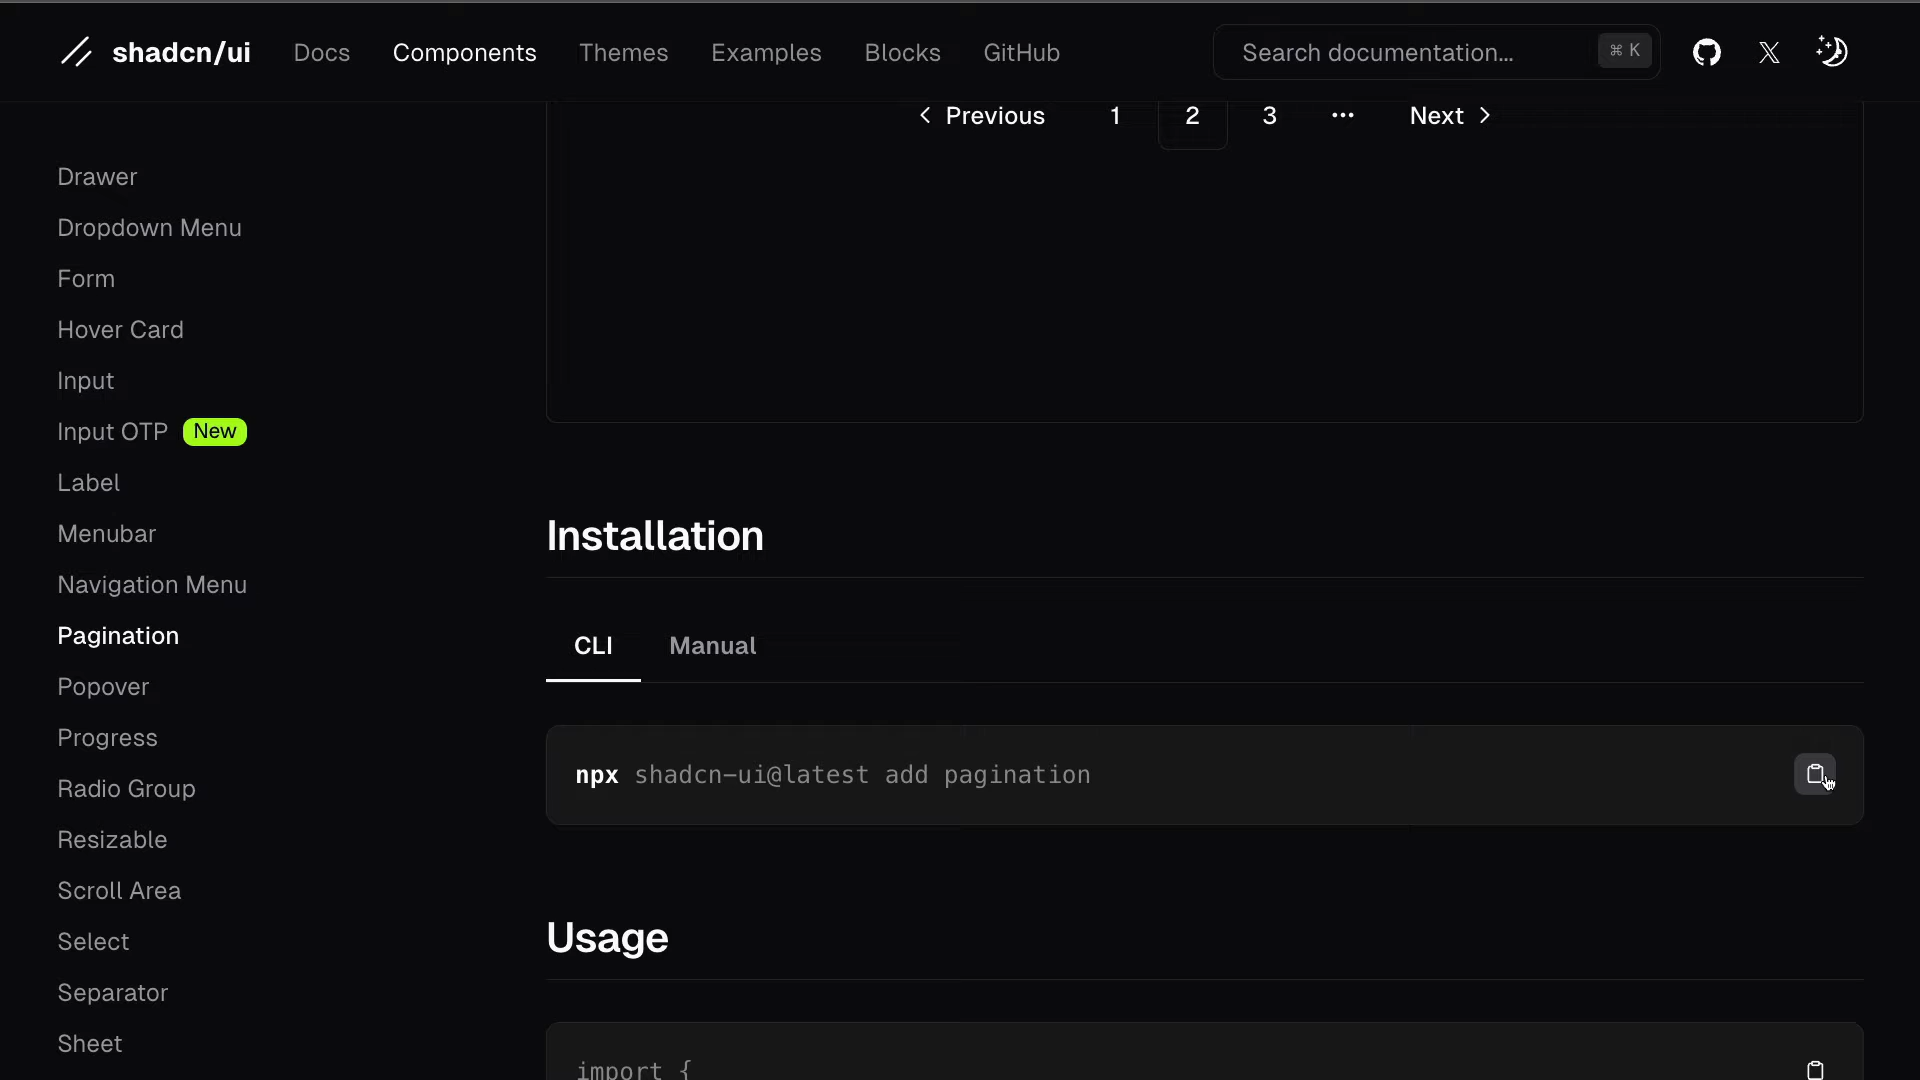 shadcn/ui Docs Components Themes Examples Blocks GitHub Search documentation... ⌘ K
Previous 1 2 3 ... Next
Drawer
Dropdown Menu
Form
Hover Card
Input
Input OTP New
Label
Menubar
Navigation Menu
Pagination
Popover
Progress
Radio Group
Resizable
Scroll Area
Select
Separator
Sheet
Installation
CLI Manual
npx shadcn-ui@latest add pagination
Usage
import {